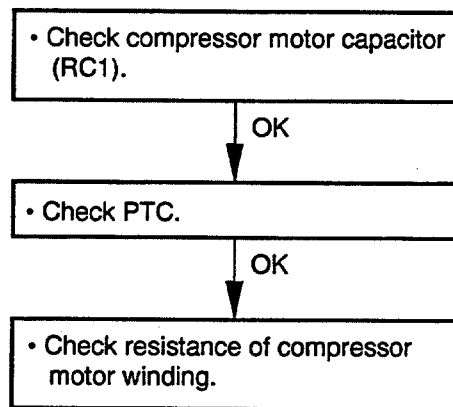 • Check compressor motor capacitor
(RC1).
OK
• Check PTC.
OK
• Check resistance of compressor
motor winding.